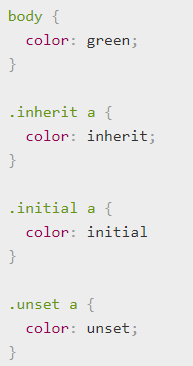 body {
  color: green;
}

.inherit a {
  color: inherit;
}

.initial a {
  color: initial
}

.unset a {
  color: unset;
}